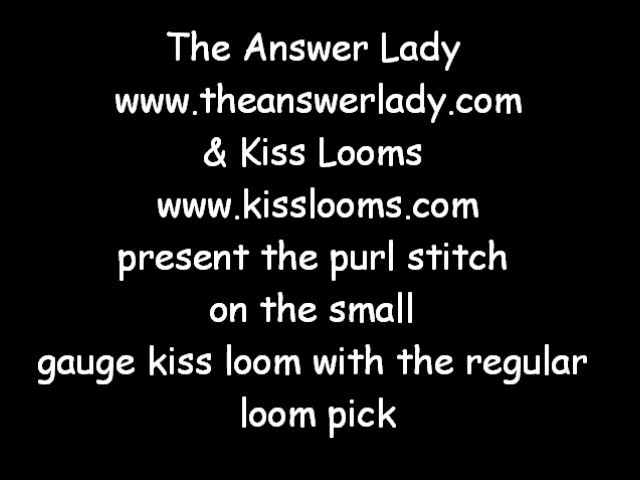 The Answer Lady
www.theanswerlady.com
& Kiss Looms
www.kisslooms.com
present the purl stitch
on the small
gauge kiss loom with the regular
loom pick